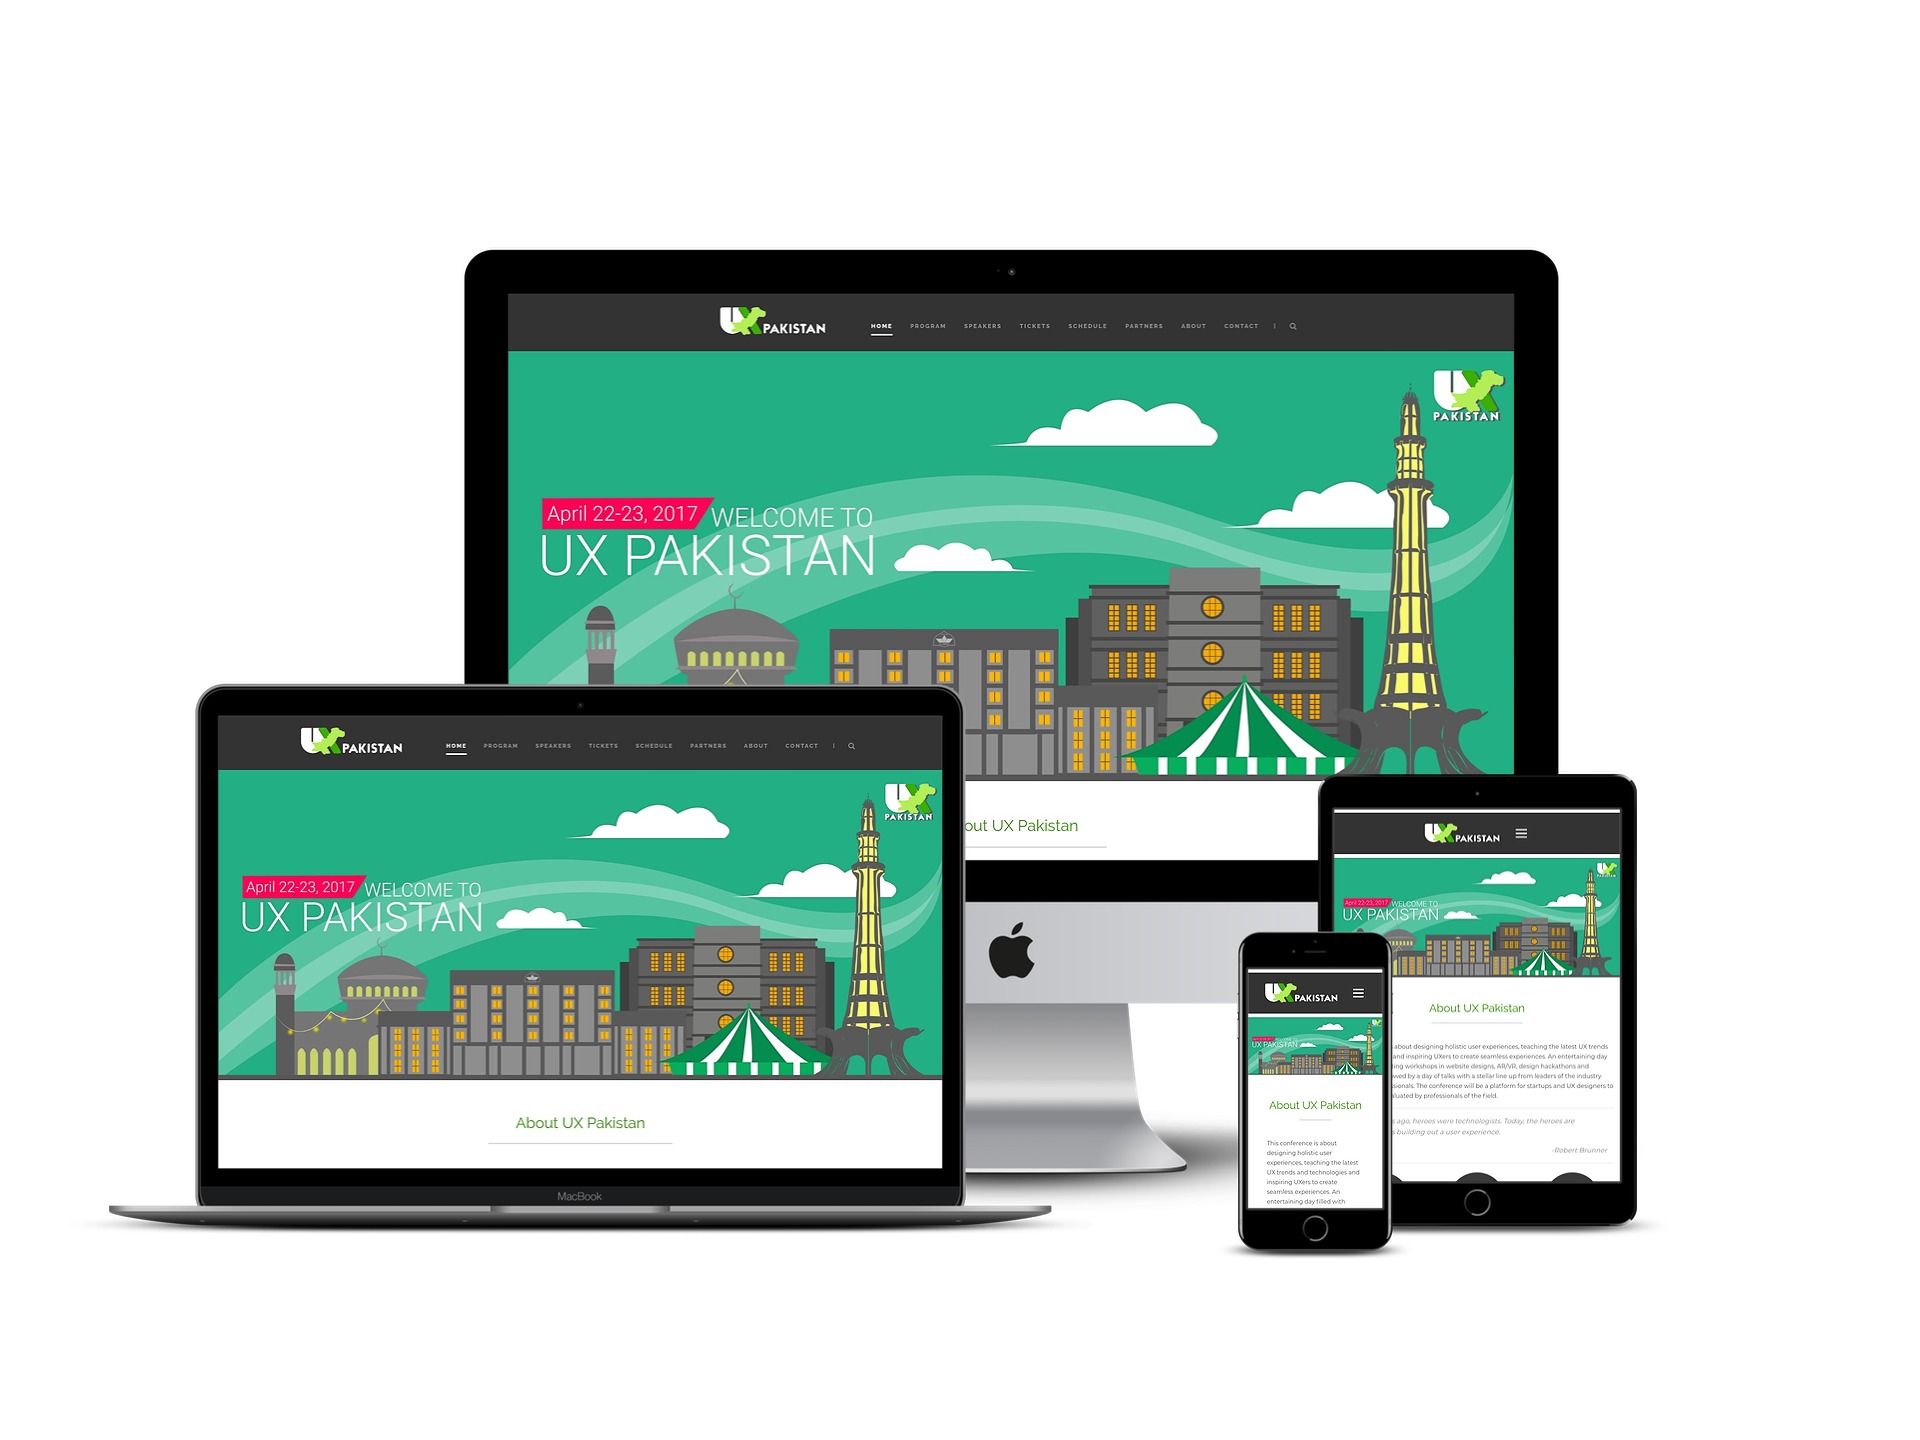 UX PAKISTAN
HOME PROGRAM SPEAKERS TICKETS SCHEDULE PARTNERS ABOUT CONTACT |
UX
PAKISTAN
April 22-23, 2017 WELCOME TO
UX PAKISTAN
out UX Pakistan
UX PAKISTAN
HOME PROGRAM SPEAKERS TICKETS SCHEDULE PARTNERS ABOUT CONTACT |
UX
PAKISTAN
April 22-23, 2017 WELCOME TO
UX PAKISTAN
About UX Pakistan
MacBook
UX PAKISTAN
UX
PAKISTAN
April 22-23, 2017 WELCOME TO
UX PAKISTAN
About UX Pakistan
about designing holistic user experiences, teaching the latest UX trends
and inspiring UXers to create seamless experiences. An entertaining day
ing workshops in website designs, AR/VR, design hackathons and
wed by a day of talks with a stellar line up from leaders of the industry
sionals. The conference will be a platform for startups and UX designers to
luated by professionals of the field.
s ago, heroes were technologists. Today, the heroes are
s building out a user experience.
-Robert Brunner
UX PAKISTAN
WELCOME TO
UX PAKISTAN
About UX Pakistan
This conference is about
designing holistic user
experiences, teaching the latest
UX trends and technologies and
inspiring UXers to create
seamless experiences. An
entertaining day filled with